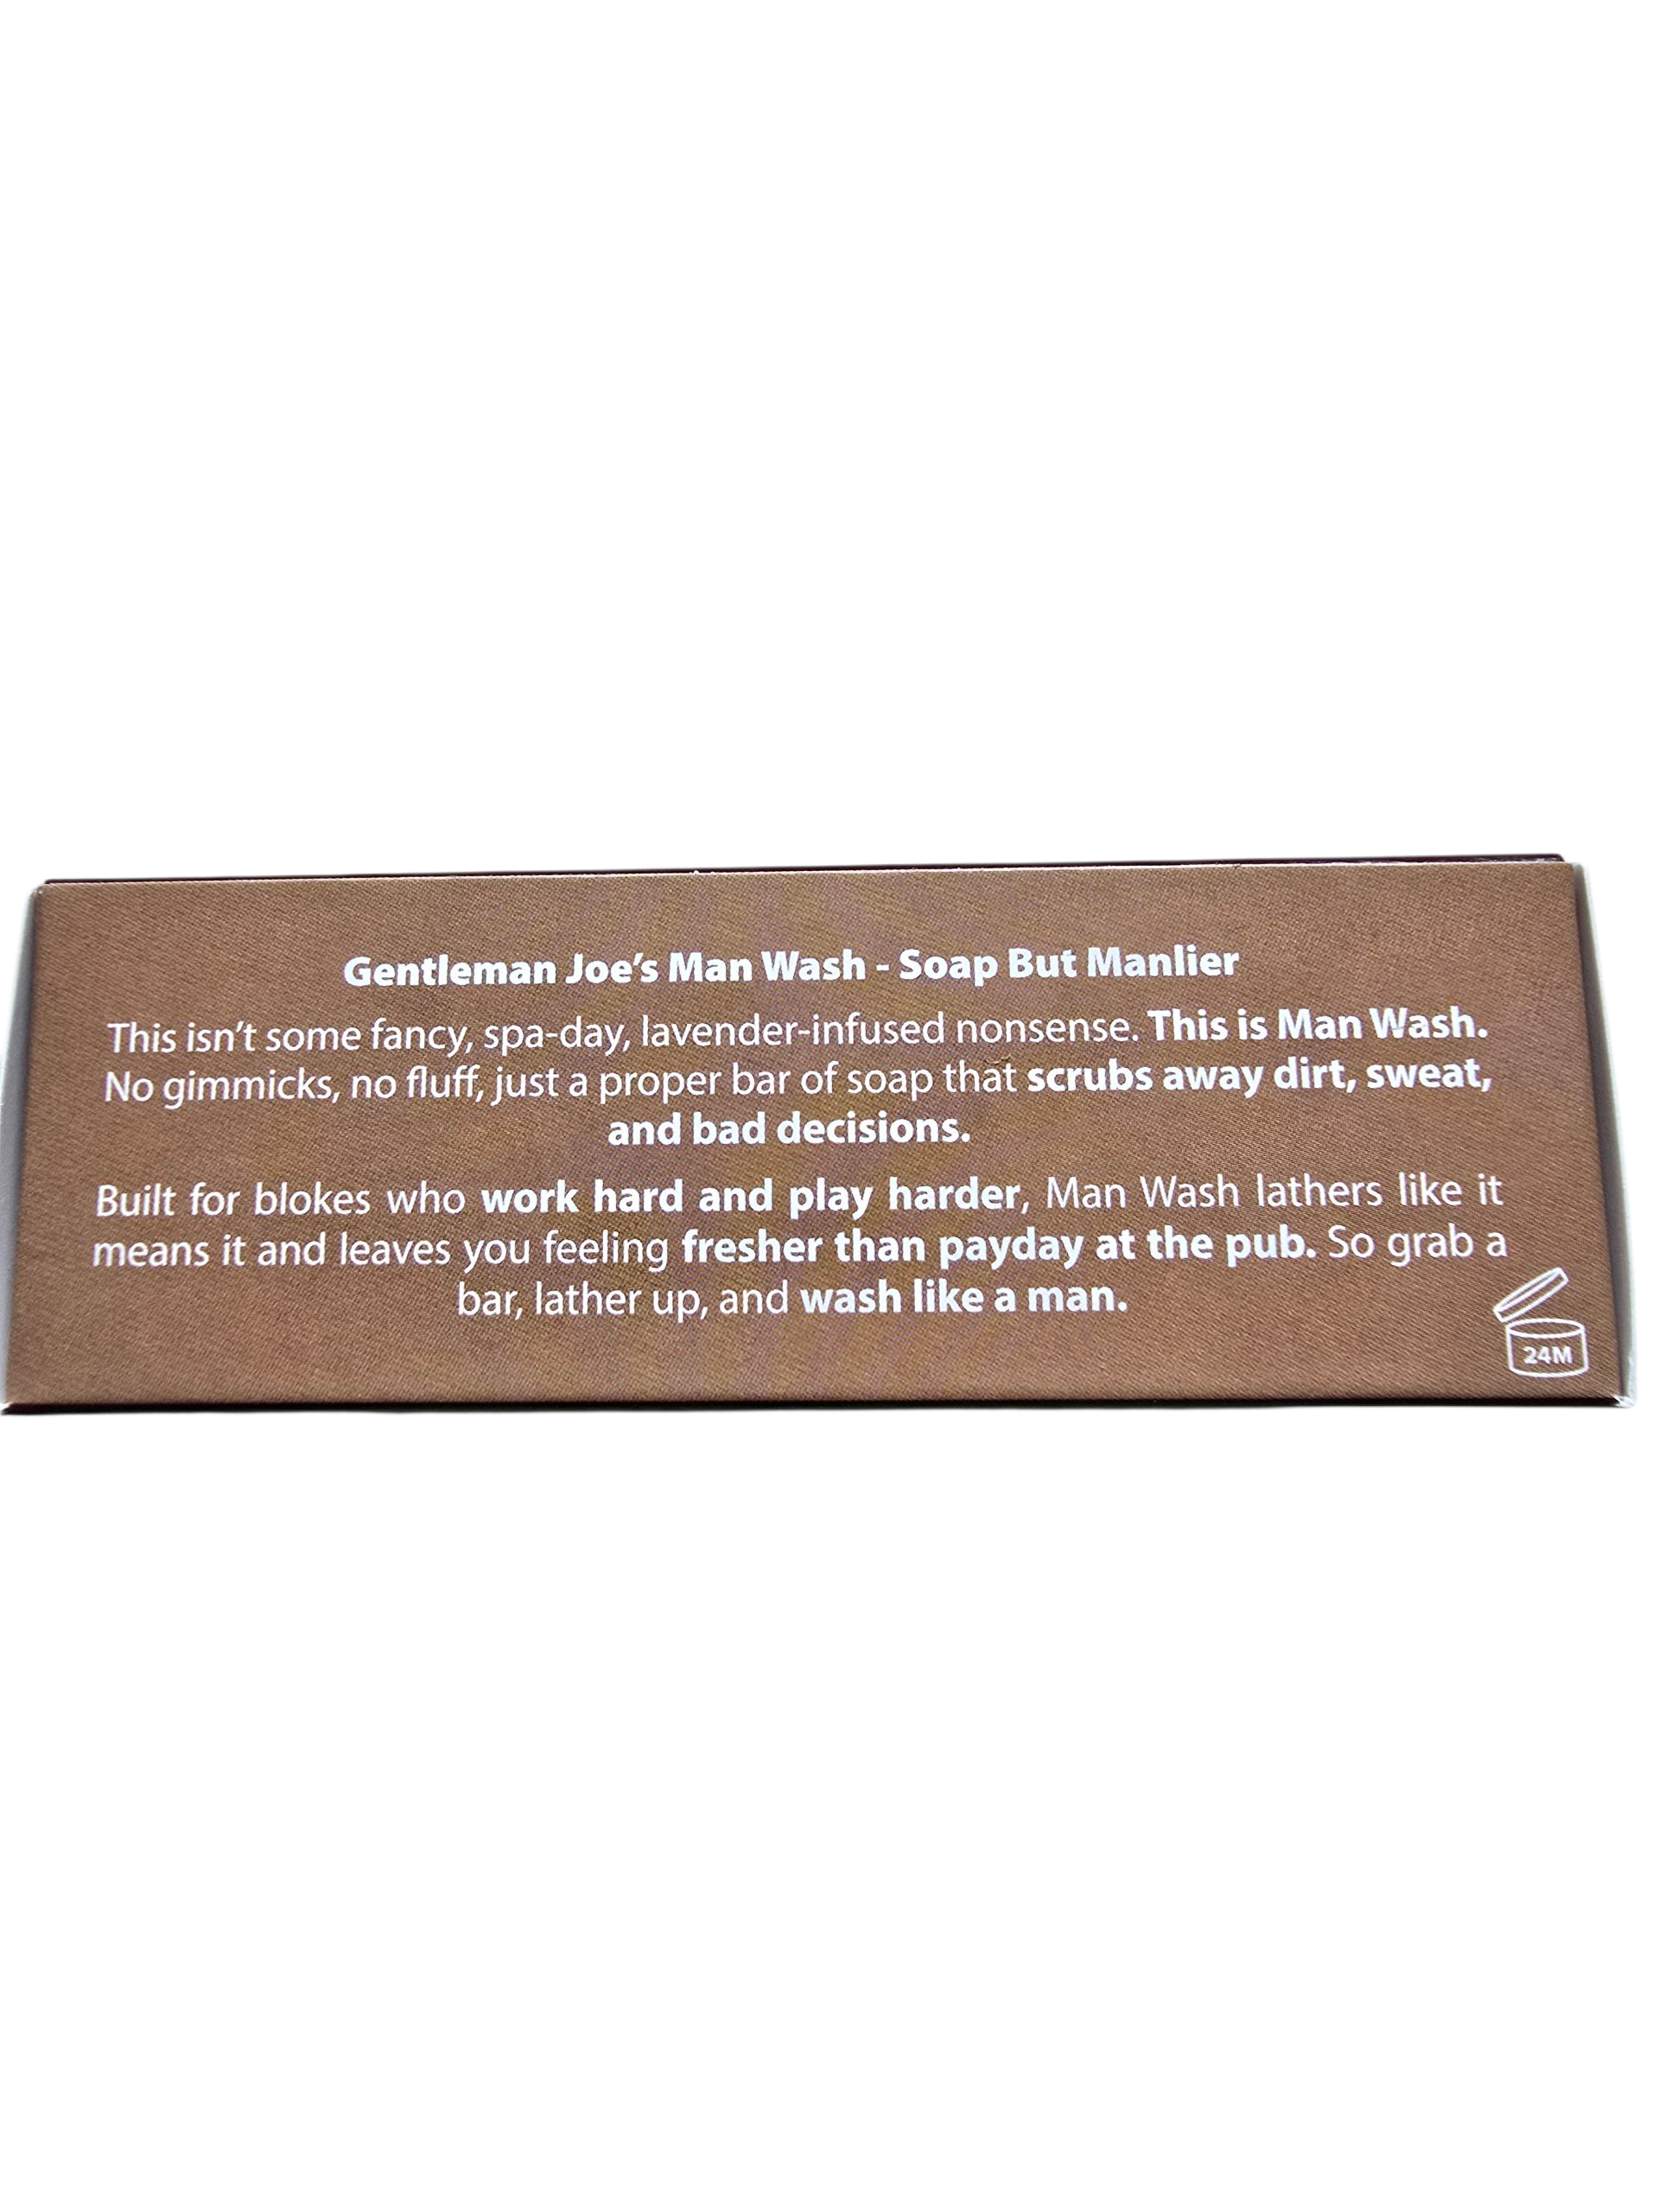 Gentleman Joe's Man Wash - Soap But Manlier
This isn't some fancy, spa-day, lavender-infused nonsense. This is Man Wash.
No gimmicks, no fluff, just a proper bar of soap that scrubs away dirt, sweat,
and bad decisions.
Built for blokes who work hard and play harder, Man Wash lathers like it
means it and leaves you feeling fresher than payday at the pub. So grab a
bar, lather up, and wash like a man.
24M